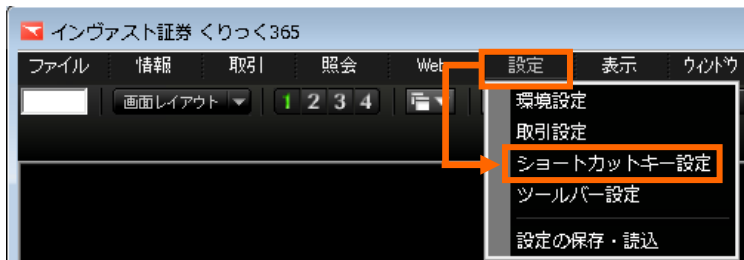 インヴァスト証券 くりっく365
ファイル 情報 取引 照会 Web 設定 表示 ウィンドウ
画面レイアウト 1 2 3 4
環境設定
取引設定
ショートカットキー設定
ツールバー設定
設定の保存・読込